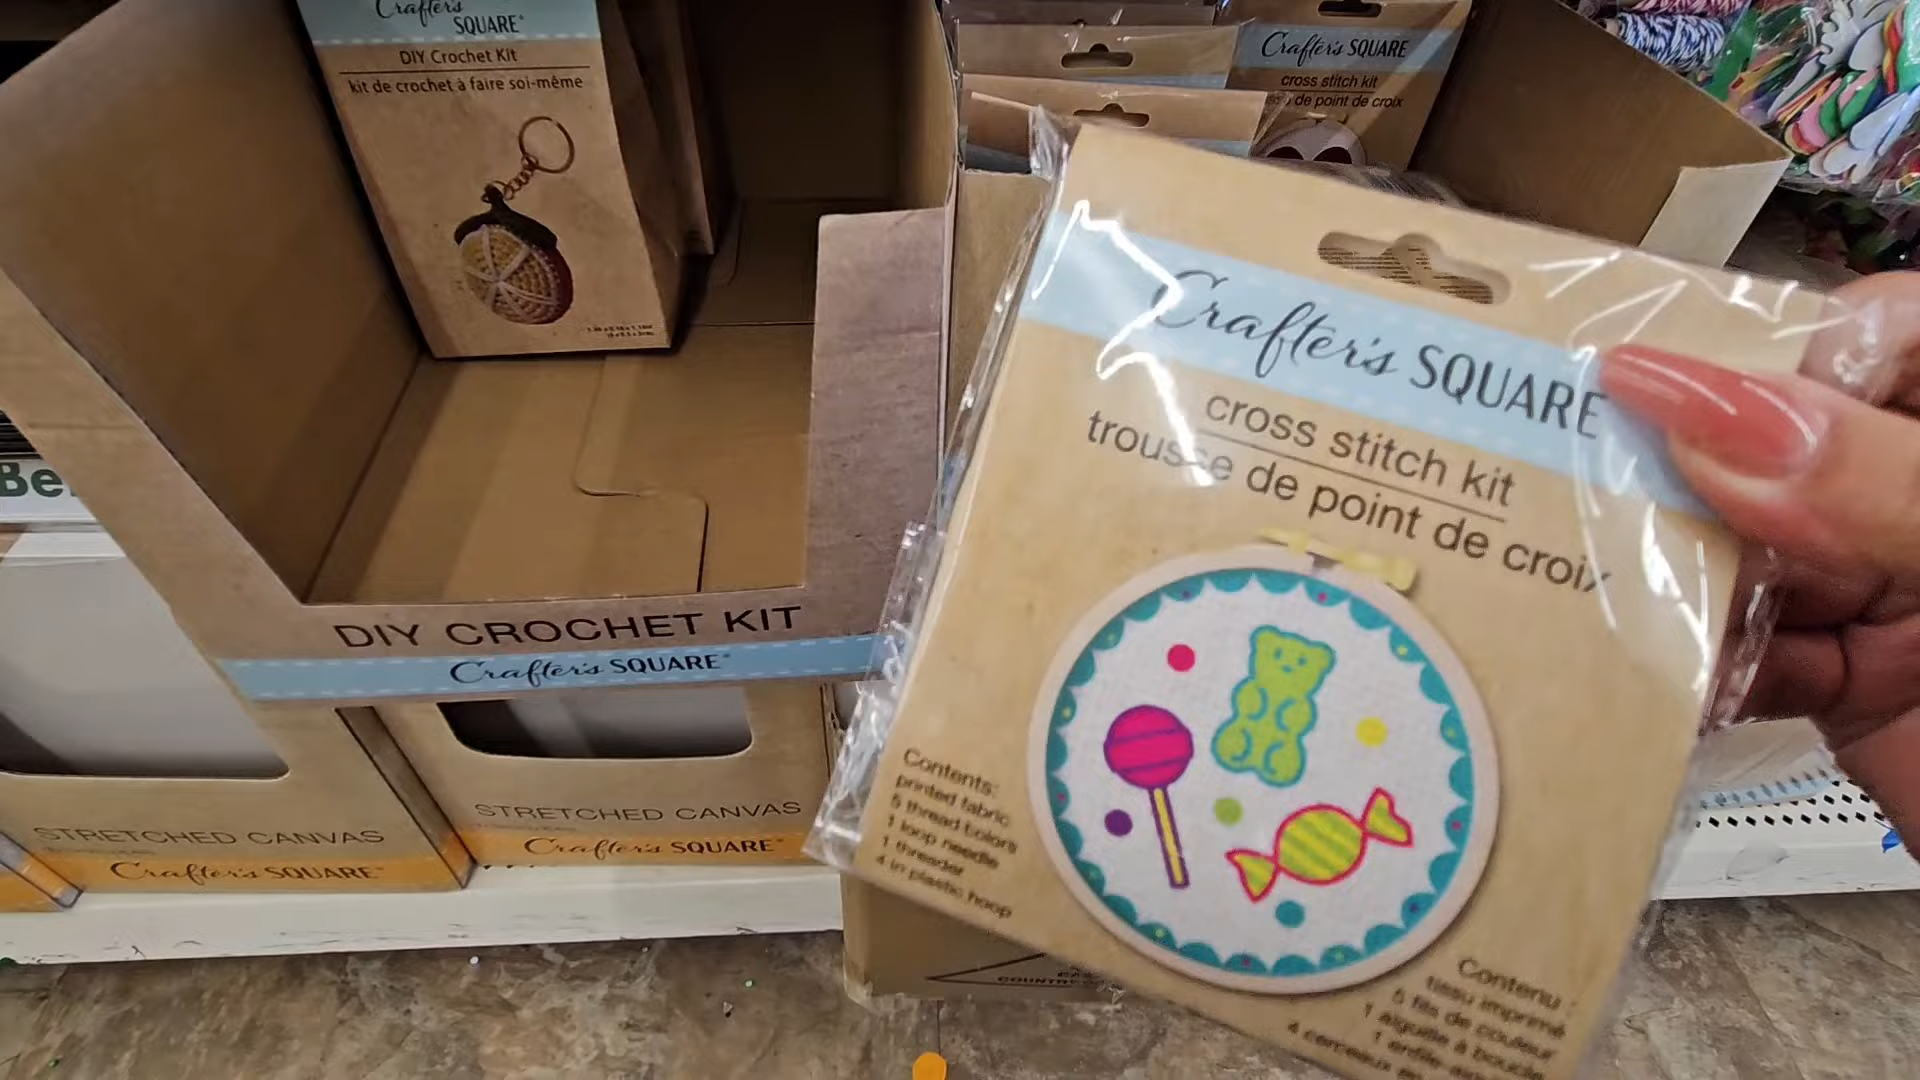 Crafter's SQUARE
DIY Crochet Kit
kit de crochet à faire soi-même
Crafter's SQUARE
cross stitch kit
de point de croix
Crafter's SQUARE
cross stitch kit
trousse de point de croix
Contents:
printed fabric
5 thread colors
1 loop needle
1 threader
4 in plastic hoop
Contenu :
tissu imprimé
5 fils de couleur
1 aiguille à boucle
DIY CROCHET KIT
Crafter's SQUARE
STRETCHED CANVAS
Crafter's SQUARE
STRETCHED CANVAS
Crafter's SQUARE